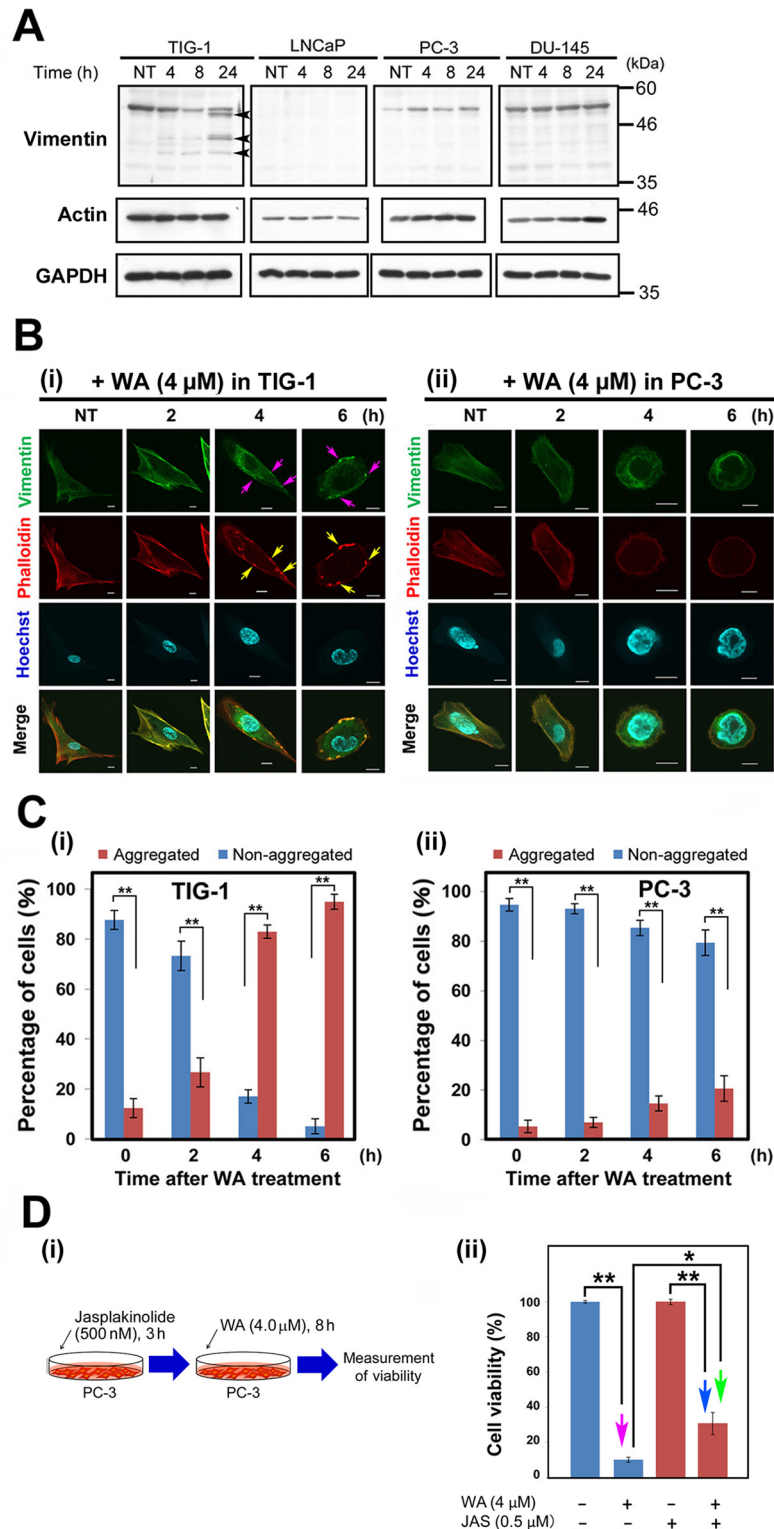 A
TIG-1 LNCaP PC-3 DU-145
Time (h) NT 4 8 24 NT 4 8 24 NT 4 8 24 NT 4 8 24 (kDa)
60
Vimentin
46
35
Actin
46
GAPDH
35
B
(i) + WA (4 μM) in TIG-1
NT 2 4 6 (h)
Vimentin
Phalloidin
Hoechst
Merge
(ii) + WA (4 μM) in PC-3
NT 2 4 6 (h)
Vimentin
Phalloidin
Hoechst
Merge
C
(i)
Aggregated Non-aggregated
TIG-1
** ** ** **
Percentage of cells (%)
100
80
60
40
20
0
0 2 4 6 (h)
Time after WA treatment
(ii)
Aggregated Non-aggregated
PC-3
** ** ** **
Percentage of cells (%)
100
80
60
40
20
0
0 2 4 6 (h)
Time after WA treatment
D
(i)
Jasplakinolide
(500 nM), 3 h
PC-3
WA (4.0 μM), 8 h
PC-3
Measurement
of viability
(ii)
** ** *
Cell viability (%)
100
80
60
40
20
0
WA (4 μM) – + – +
JAS (0.5 μM) – – + +